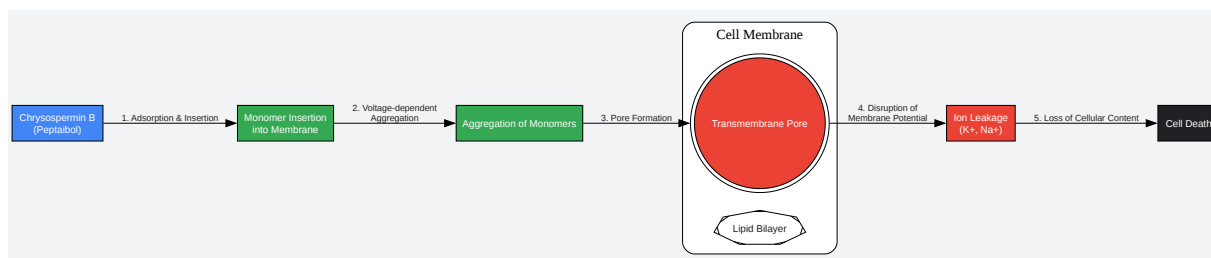 Chrysospermin B
(Peptaibol)
1. Adsorption & Insertion
Monomer Insertion
into Membrane
2. Voltage-dependent
Aggregation
Aggregation of Monomers
3. Pore Formation
Cell Membrane
Transmembrane Pore
Lipid Bilayer
4. Disruption of
Membrane Potential
Ion Leakage
(K+, Na+)
5. Loss of Cellular Content
Cell Death